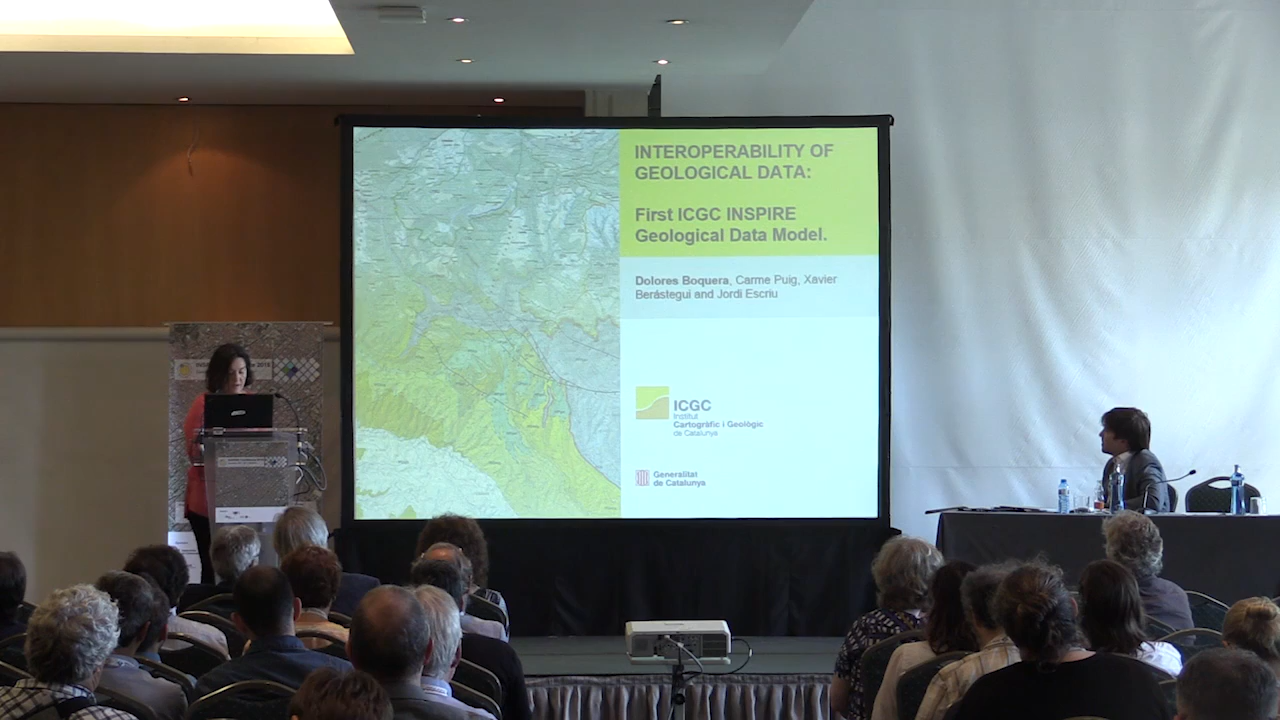 INTEROPERABILITY OF
GEOLOGICAL DATA:
First ICGC INSPIRE
Geological Data Model.
Dolores Boquera, Carme Puig, Xavier
Berástegui and Jordi Escriu
ICGC
Institut
Cartogràfic i Geològic
de Catalunya
Generalitat
de Catalunya